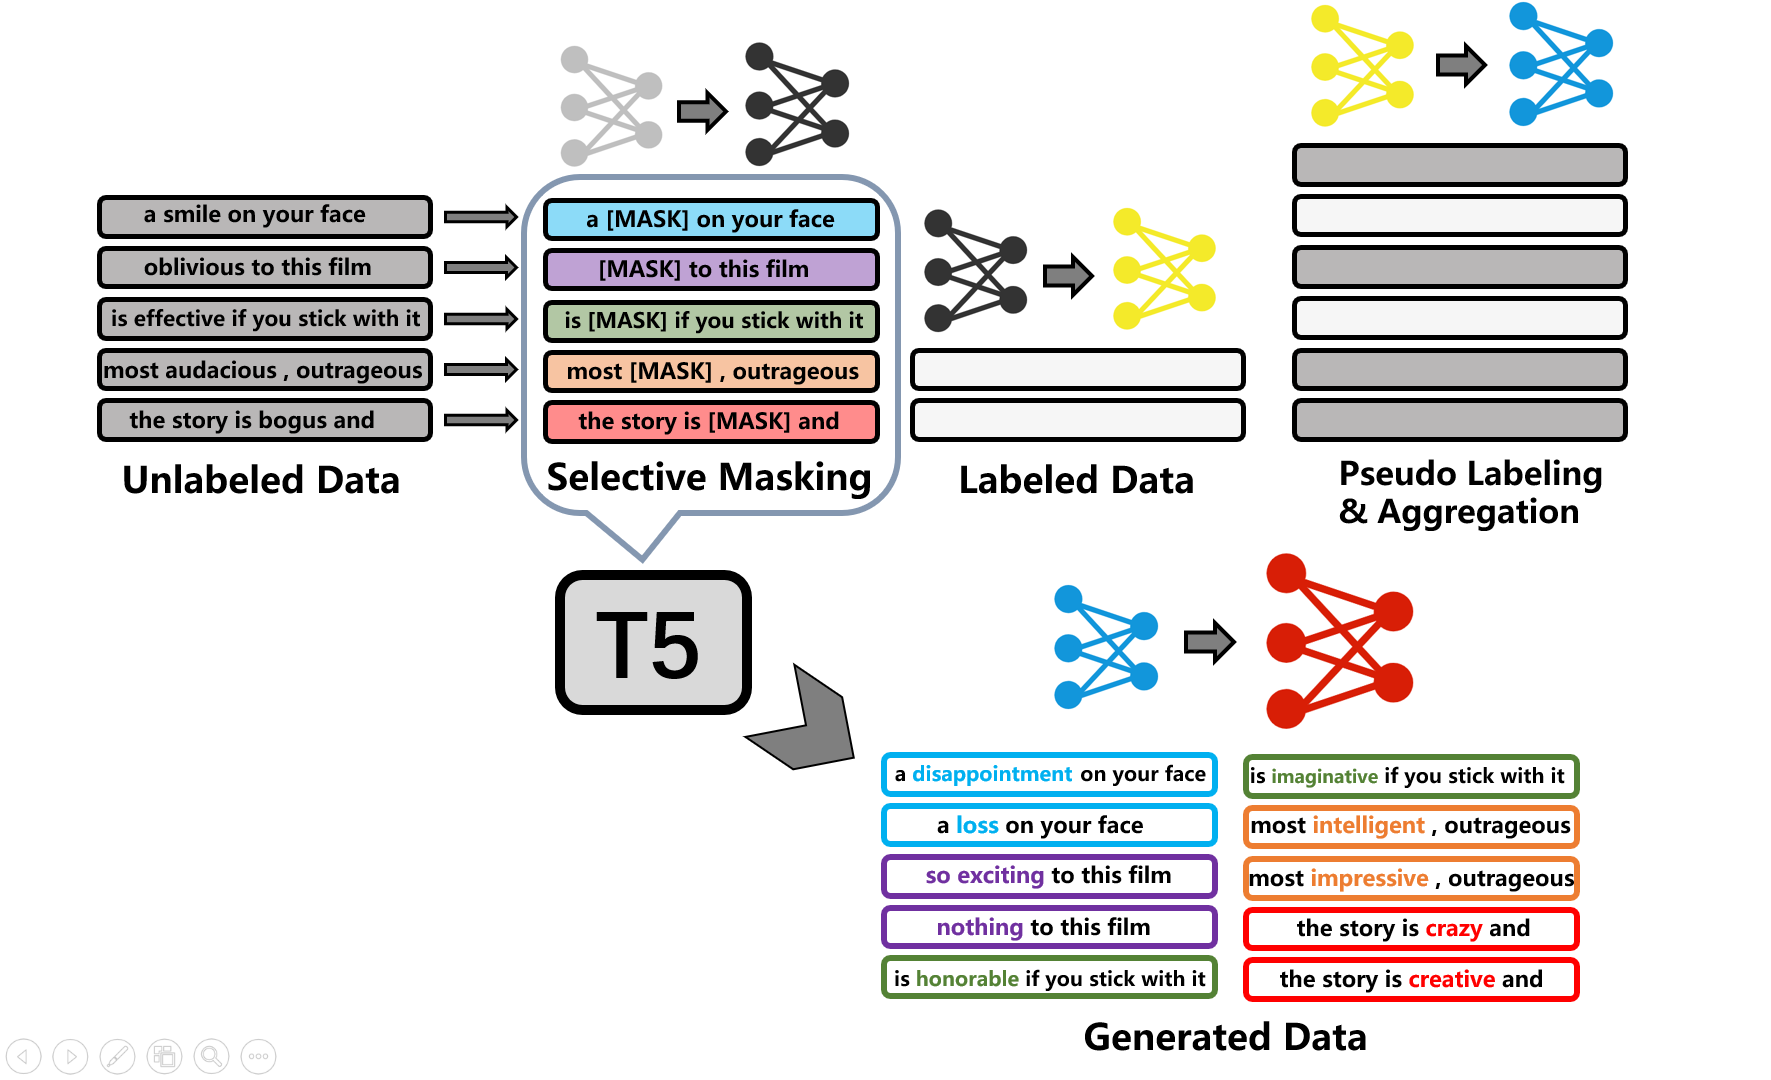 a smile on your face
oblivious to this film
is effective if you stick with it
most audacious , outrageous
the story is bogus and
Unlabeled Data
a [MASK] on your face
[MASK] to this film
is [MASK] if you stick with it
most [MASK] , outrageous
the story is [MASK] and
Selective Masking
Labeled Data
Pseudo Labeling
& Aggregation
T5
a disappointment on your face
a loss on your face
so exciting to this film
nothing to this film
is honorable if you stick with it
is imaginative if you stick with it
most intelligent , outrageous
most impressive , outrageous
the story is crazy and
the story is creative and
Generated Data